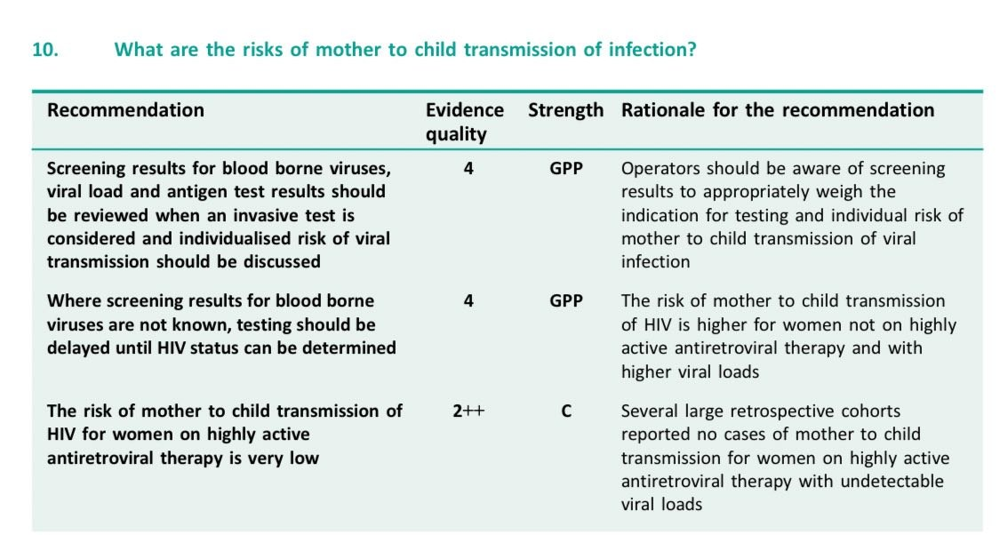 10. What are the risks of mother to child transmission of infection?
Recommendation Evidence quality Strength Rationale for the recommendation
Screening results for blood borne viruses,
viral load and antigen test results should
be reviewed when an invasive test is
considered and individualised risk of viral
transmission should be discussed
4
GPP
Operators should be aware of screening
results to appropriately weigh the
indication for testing and individual risk of
mother to child transmission of viral
infection
Where screening results for blood borne
viruses are not known, testing should be
delayed until HIV status can be determined
4
GPP
The risk of mother to child transmission
of HIV is higher for women not on highly
active antiretroviral therapy and with
higher viral loads
The risk of mother to child transmission of
HIV for women on highly active
antiretroviral therapy is very low
2++
C
Several large retrospective cohorts
reported no cases of mother to child
transmission for women on highly active
antiretroviral therapy with undetectable
viral loads